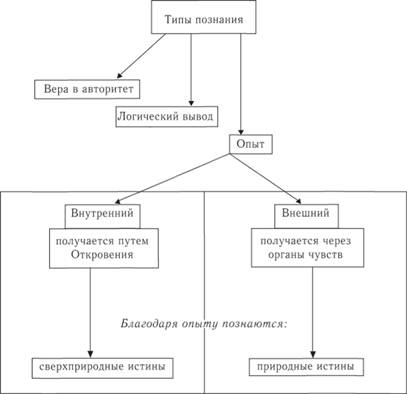 Типы познания
Вера в авторитет
Логический вывод
Опыт
Внутренний
получается путем
Откровения
Внешний
получается через
органы чувств
Благодаря опыту познаются:
сверхприродные истины
природные истины